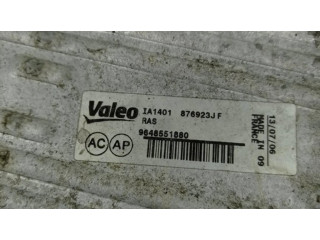 Valeo IA1401 876923J F
RAS
9648551880
AC AP
13/07/06
MADE IN 09
FRANCE